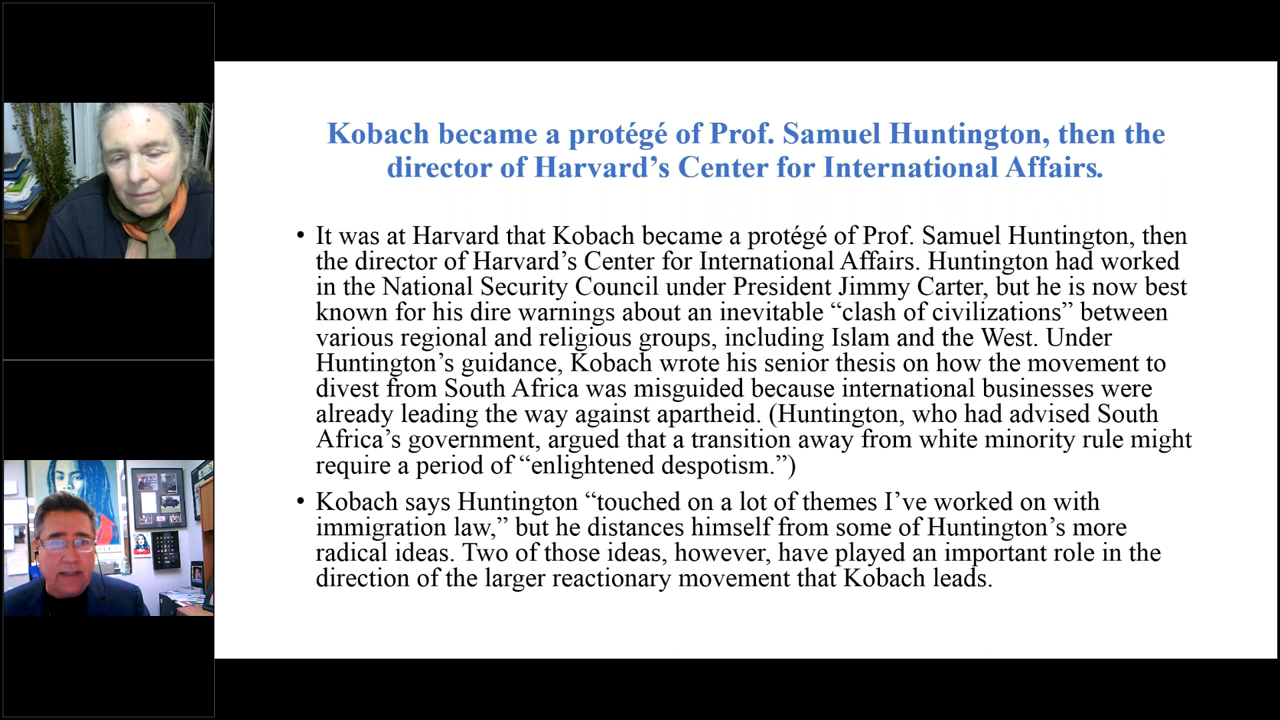 Kobach became a protégé of Prof. Samuel Huntington, then the
director of Harvard’s Center for International Affairs.
• It was at Harvard that Kobach became a protégé of Prof. Samuel Huntington, then
the director of Harvard’s Center for International Affairs. Huntington had worked
in the National Security Council under President Jimmy Carter, but he is now best
known for his dire warnings about an inevitable “clash of civilizations” between
various regional and religious groups, including Islam and the West. Under
Huntington’s guidance, Kobach wrote his senior thesis on how the movement to
divest from South Africa was misguided because international businesses were
already leading the way against apartheid. (Huntington, who had advised South
Africa’s government, argued that a transition away from white minority rule might
require a period of “enlightened despotism.”)
• Kobach says Huntington “touched on a lot of themes I’ve worked on with
immigration law,” but he distances himself from some of Huntington’s more
radical ideas. Two of those ideas, however, have played an important role in the
direction of the larger reactionary movement that Kobach leads.